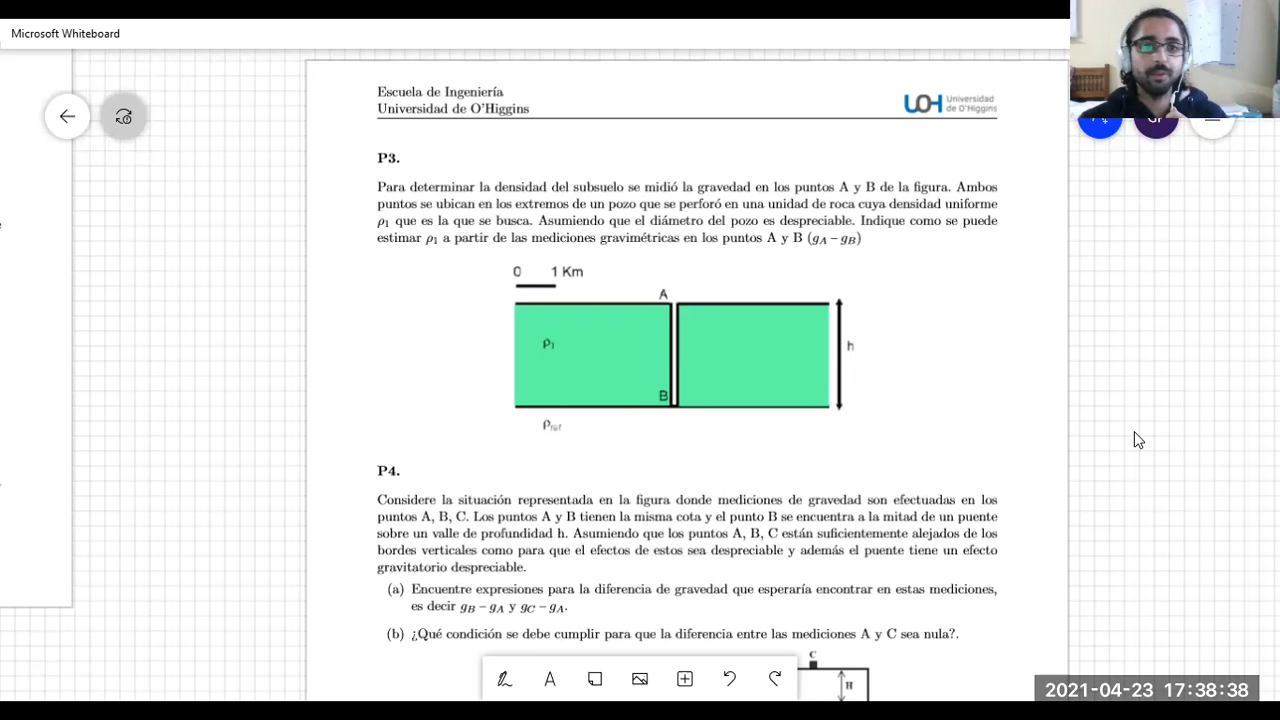 Microsoft Whiteboard
Escuela de Ingeniería
Universidad de O'Higgins
UOH Universidad
de O'Higgins
P3.
Para determinar la densidad del subsuelo se midió la gravedad en los puntos A y B de la figura. Ambos
puntos se ubican en los extremos de un pozo que se perforó en una unidad de roca cuya densidad uniforme
ρ₁ que es la que se busca. Asumiendo que el diámetro del pozo es despreciable. Indique como se puede
estimar ρ₁ a partir de las mediciones gravimétricas en los puntos A y B (g_A − g_B)
0 1 Km
A
ρ₁
h
B
ρ_ref
P4.
Considere la situación representada en la figura donde mediciones de gravedad son efectuadas en los
puntos A, B, C. Los puntos A y B tienen la misma cota y el punto B se encuentra a la mitad de un puente
sobre un valle de profundidad h. Asumiendo que los puntos A, B, C están suficientemente alejados de los
bordes verticales como para que el efectos de estos sea despreciable y además el puente tiene un efecto
gravitatorio despreciable.
(a) Encuentre expresiones para la diferencia de gravedad que esperaría encontrar en estas mediciones,
es decir g_B − g_A y g_C − g_A.
(b) ¿Qué condición se debe cumplir para que la diferencia entre las mediciones A y C sea nula?.
C
H
2021-04-23 17:38:38